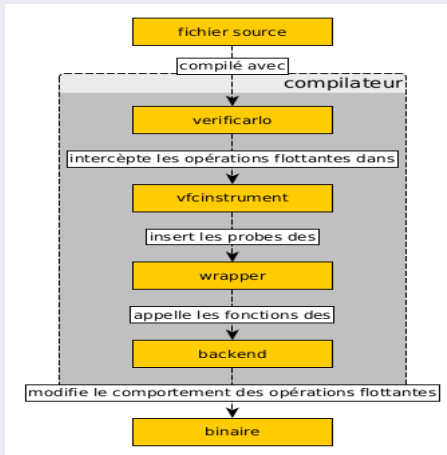 fichier source
compilé avec
compilateur
verificarlo
intercèpte les opérations flottantes dans
vfcinstrument
insert les probes des
wrapper
appelle les fonctions des
backend
modifie le comportement des opérations flottantes
binaire